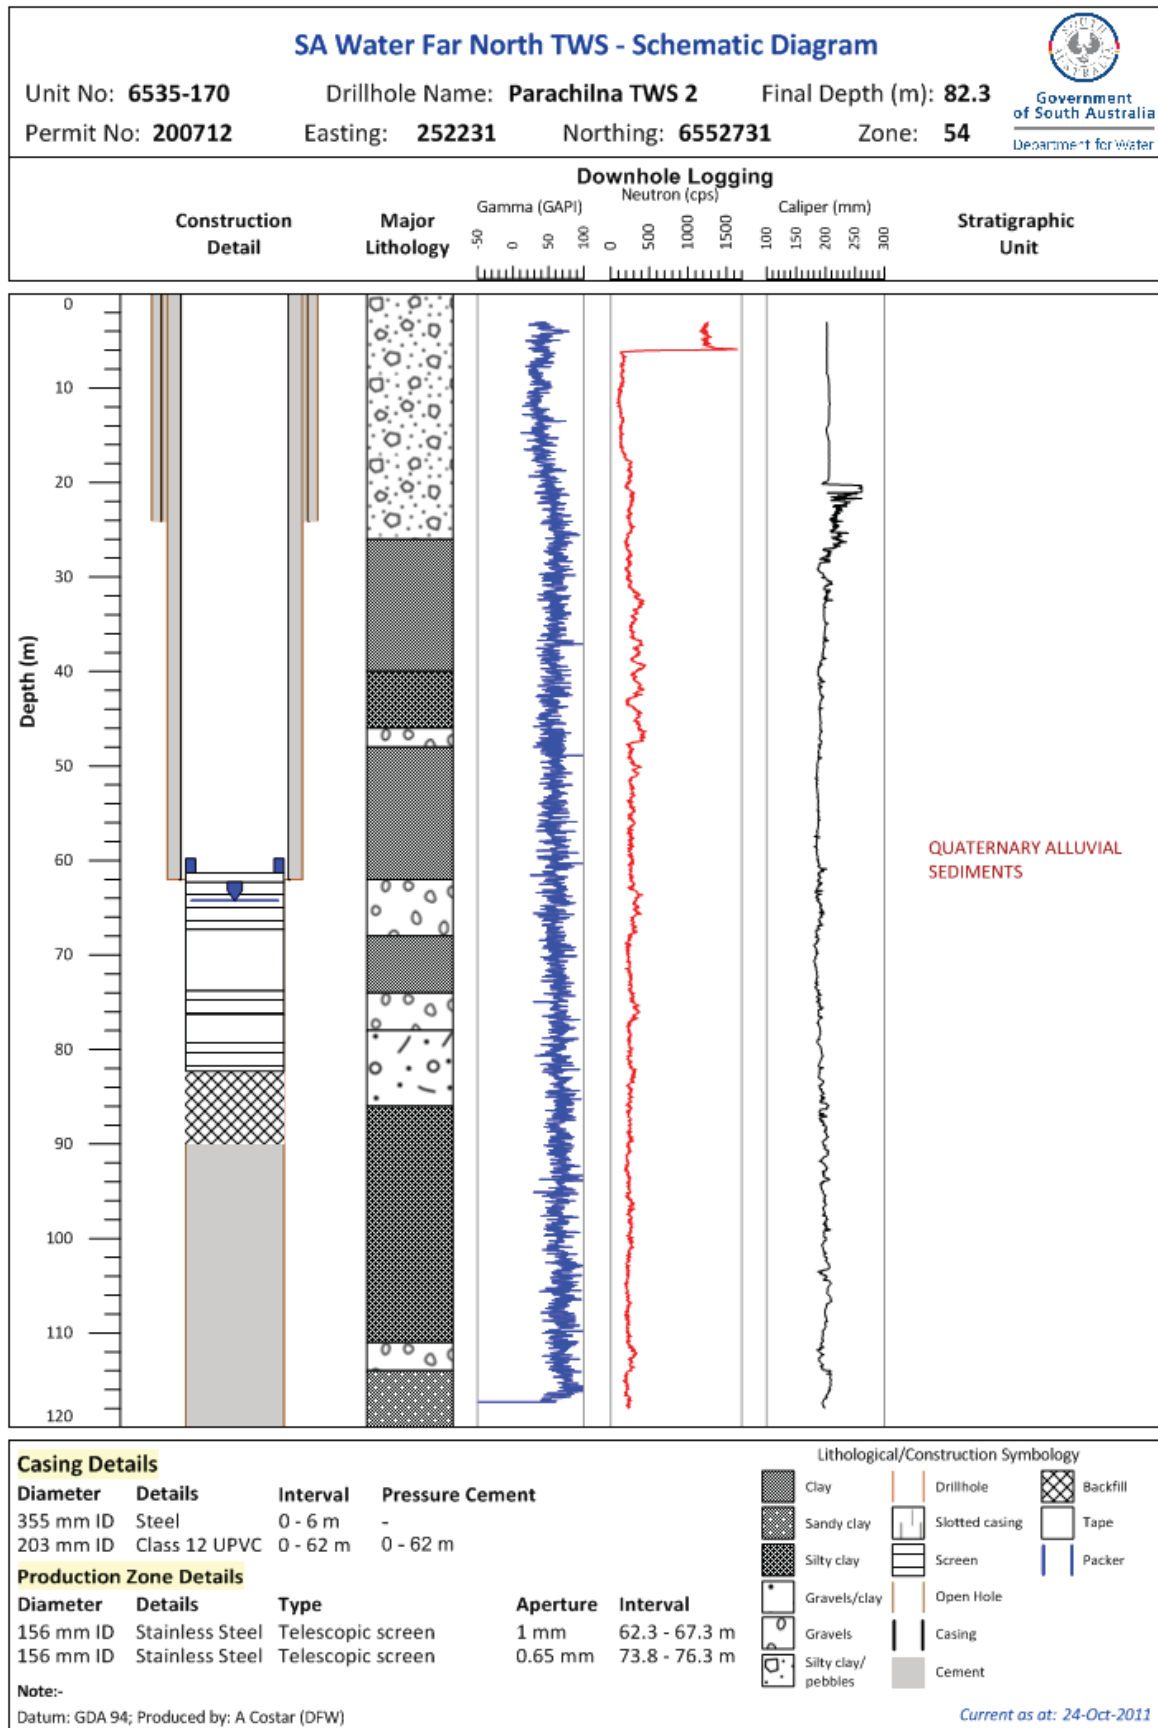 SA Water Far North TWS - Schematic Diagram
SOUTH AUSTRALIA
Government
of South Australia
Department for Water
Unit No: 6535-170 Drillhole Name: Parachilna TWS 2 Final Depth (m): 82.3
Permit No: 200712 Easting: 252231 Northing: 6552731 Zone: 54
Downhole Logging
Construction Detail
Major Lithology
Gamma (GAPI)
-50 0 50 100
Neutron (cps)
0 500 1000 1500
Caliper (mm)
100 150 200 250 300
Stratigraphic Unit
Depth (m)
0
10
20
30
40
50
60
70
80
90
100
110
120
QUATERNARY ALLUVIAL
SEDIMENTS
Casing Details
Diameter Details Interval Pressure Cement
355 mm ID Steel 0 - 6 m -
203 mm ID Class 12 UPVC 0 - 62 m 0 - 62 m
Production Zone Details
Diameter Details Type Aperture Interval
156 mm ID Stainless Steel Telescopic screen 1 mm 62.3 - 67.3 m
156 mm ID Stainless Steel Telescopic screen 0.65 mm 73.8 - 76.3 m
Note:-
Datum: GDA 94; Produced by: A Costar (DFW)
Lithological/Construction Symbology
Clay Drillhole Backfill
Sandy clay Slotted casing Tape
Silty clay Screen Packer
Gravels/clay Open Hole
Gravels Casing
Silty clay/
pebbles Cement
Current as at: 24-Oct-2011